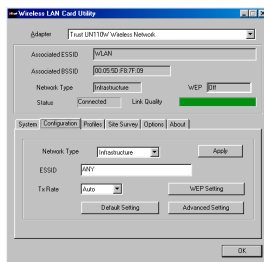 Wireless LAN Card Utility
Adapter Trust UN110W Wireless Network
Associated ESSID WLAN
Associated BSSID 00:05:5D:FB:7F:09
Network Type Infrastructure WEP Off
Status Connected Link Quality
System Configuration Profiles Site Survey Options About
Network Type Infrastructure Apply
ESSID ANY
Tx Rate Auto WEP Setting
Default Setting Advanced Setting
OK